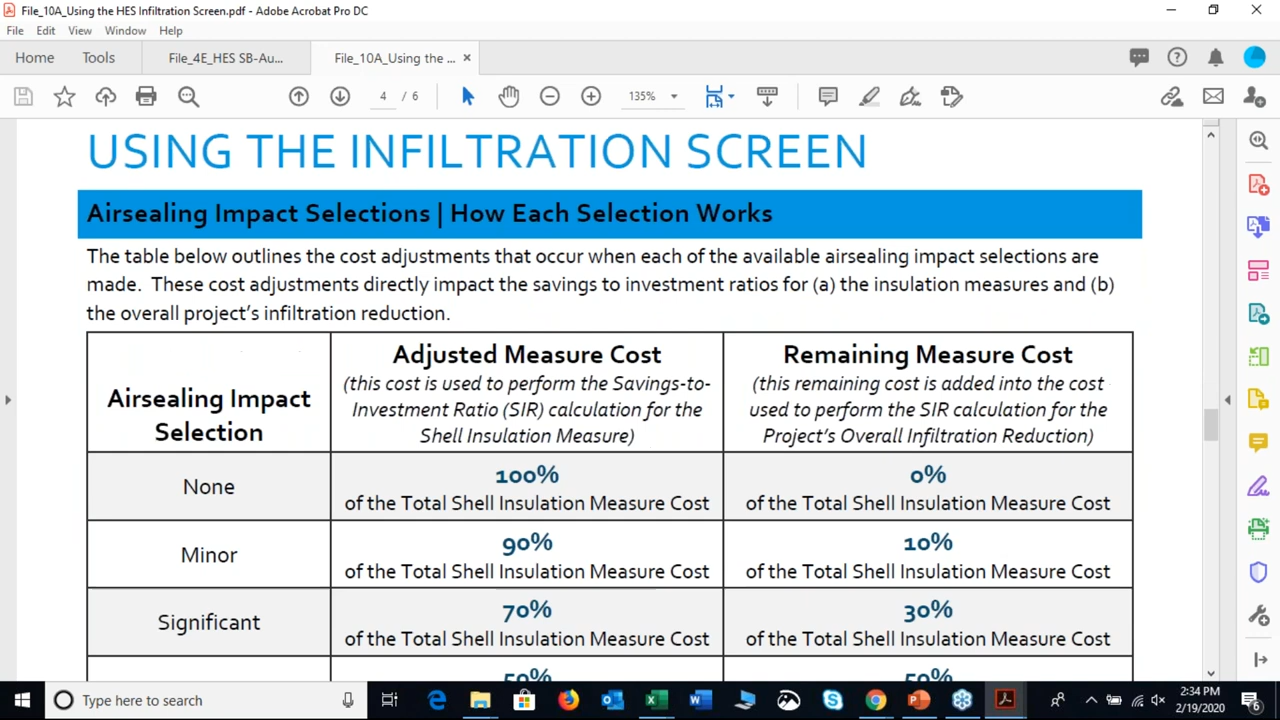 File_10A_Using the HES Infiltration Screen.pdf - Adobe Acrobat Pro DC
File Edit View Window Help
Home Tools File_4E_HES SB-Au... File_10A_Using the ... ×
4 / 6 135%
USING THE INFILTRATION SCREEN
Airsealing Impact Selections | How Each Selection Works
The table below outlines the cost adjustments that occur when each of the available airsealing impact selections are
made. These cost adjustments directly impact the savings to investment ratios for (a) the insulation measures and (b)
the overall project's infiltration reduction.
Airsealing Impact
Selection
Adjusted Measure Cost
(this cost is used to perform the Savings-to-
Investment Ratio (SIR) calculation for the
Shell Insulation Measure)
Remaining Measure Cost
(this remaining cost is added into the cost
used to perform the SIR calculation for the
Project's Overall Infiltration Reduction)
None
100%
of the Total Shell Insulation Measure Cost
0%
of the Total Shell Insulation Measure Cost
Minor
90%
of the Total Shell Insulation Measure Cost
10%
of the Total Shell Insulation Measure Cost
Significant
70%
of the Total Shell Insulation Measure Cost
30%
of the Total Shell Insulation Measure Cost
50%
50%
Type here to search
2:34 PM
2/19/2020
6